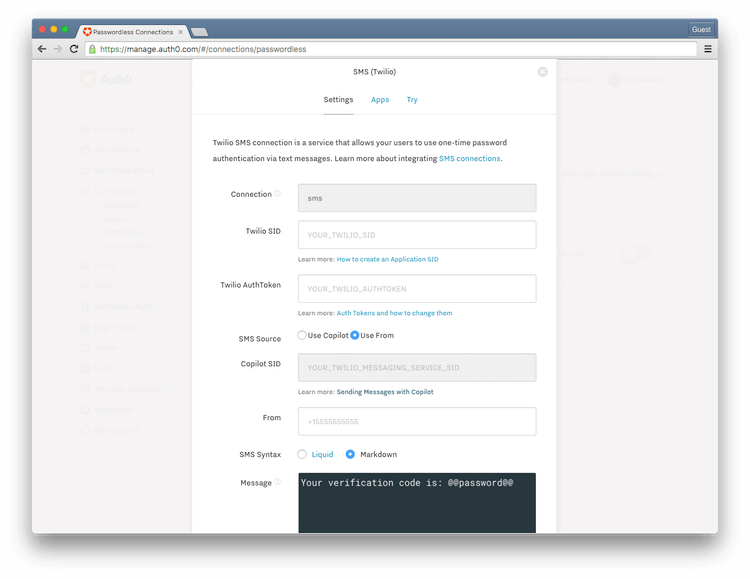 Passwordless Connections
Guest
https://manage.auth0.com/#/connections/passwordless
SMS (Twilio)
Auth0
Settings Apps Try
Twilio SMS connection is a service that allows your users to use one-time password
authentication via text messages. Learn more about integrating SMS connections.
Connection
sms
Twilio SID
YOUR_TWILIO_SID
Learn more: How to create an Application SID
Twilio AuthToken
YOUR_TWILIO_AUTHTOKEN
Learn more: Auth Tokens and how to change them
SMS Source
Use Copilot Use From
Copilot SID
YOUR_TWILIO_MESSAGING_SERVICE_SID
Learn more: Sending Messages with Copilot
From
+15555555555
SMS Syntax
Liquid Markdown
Message
Your verification code is: @@password@@